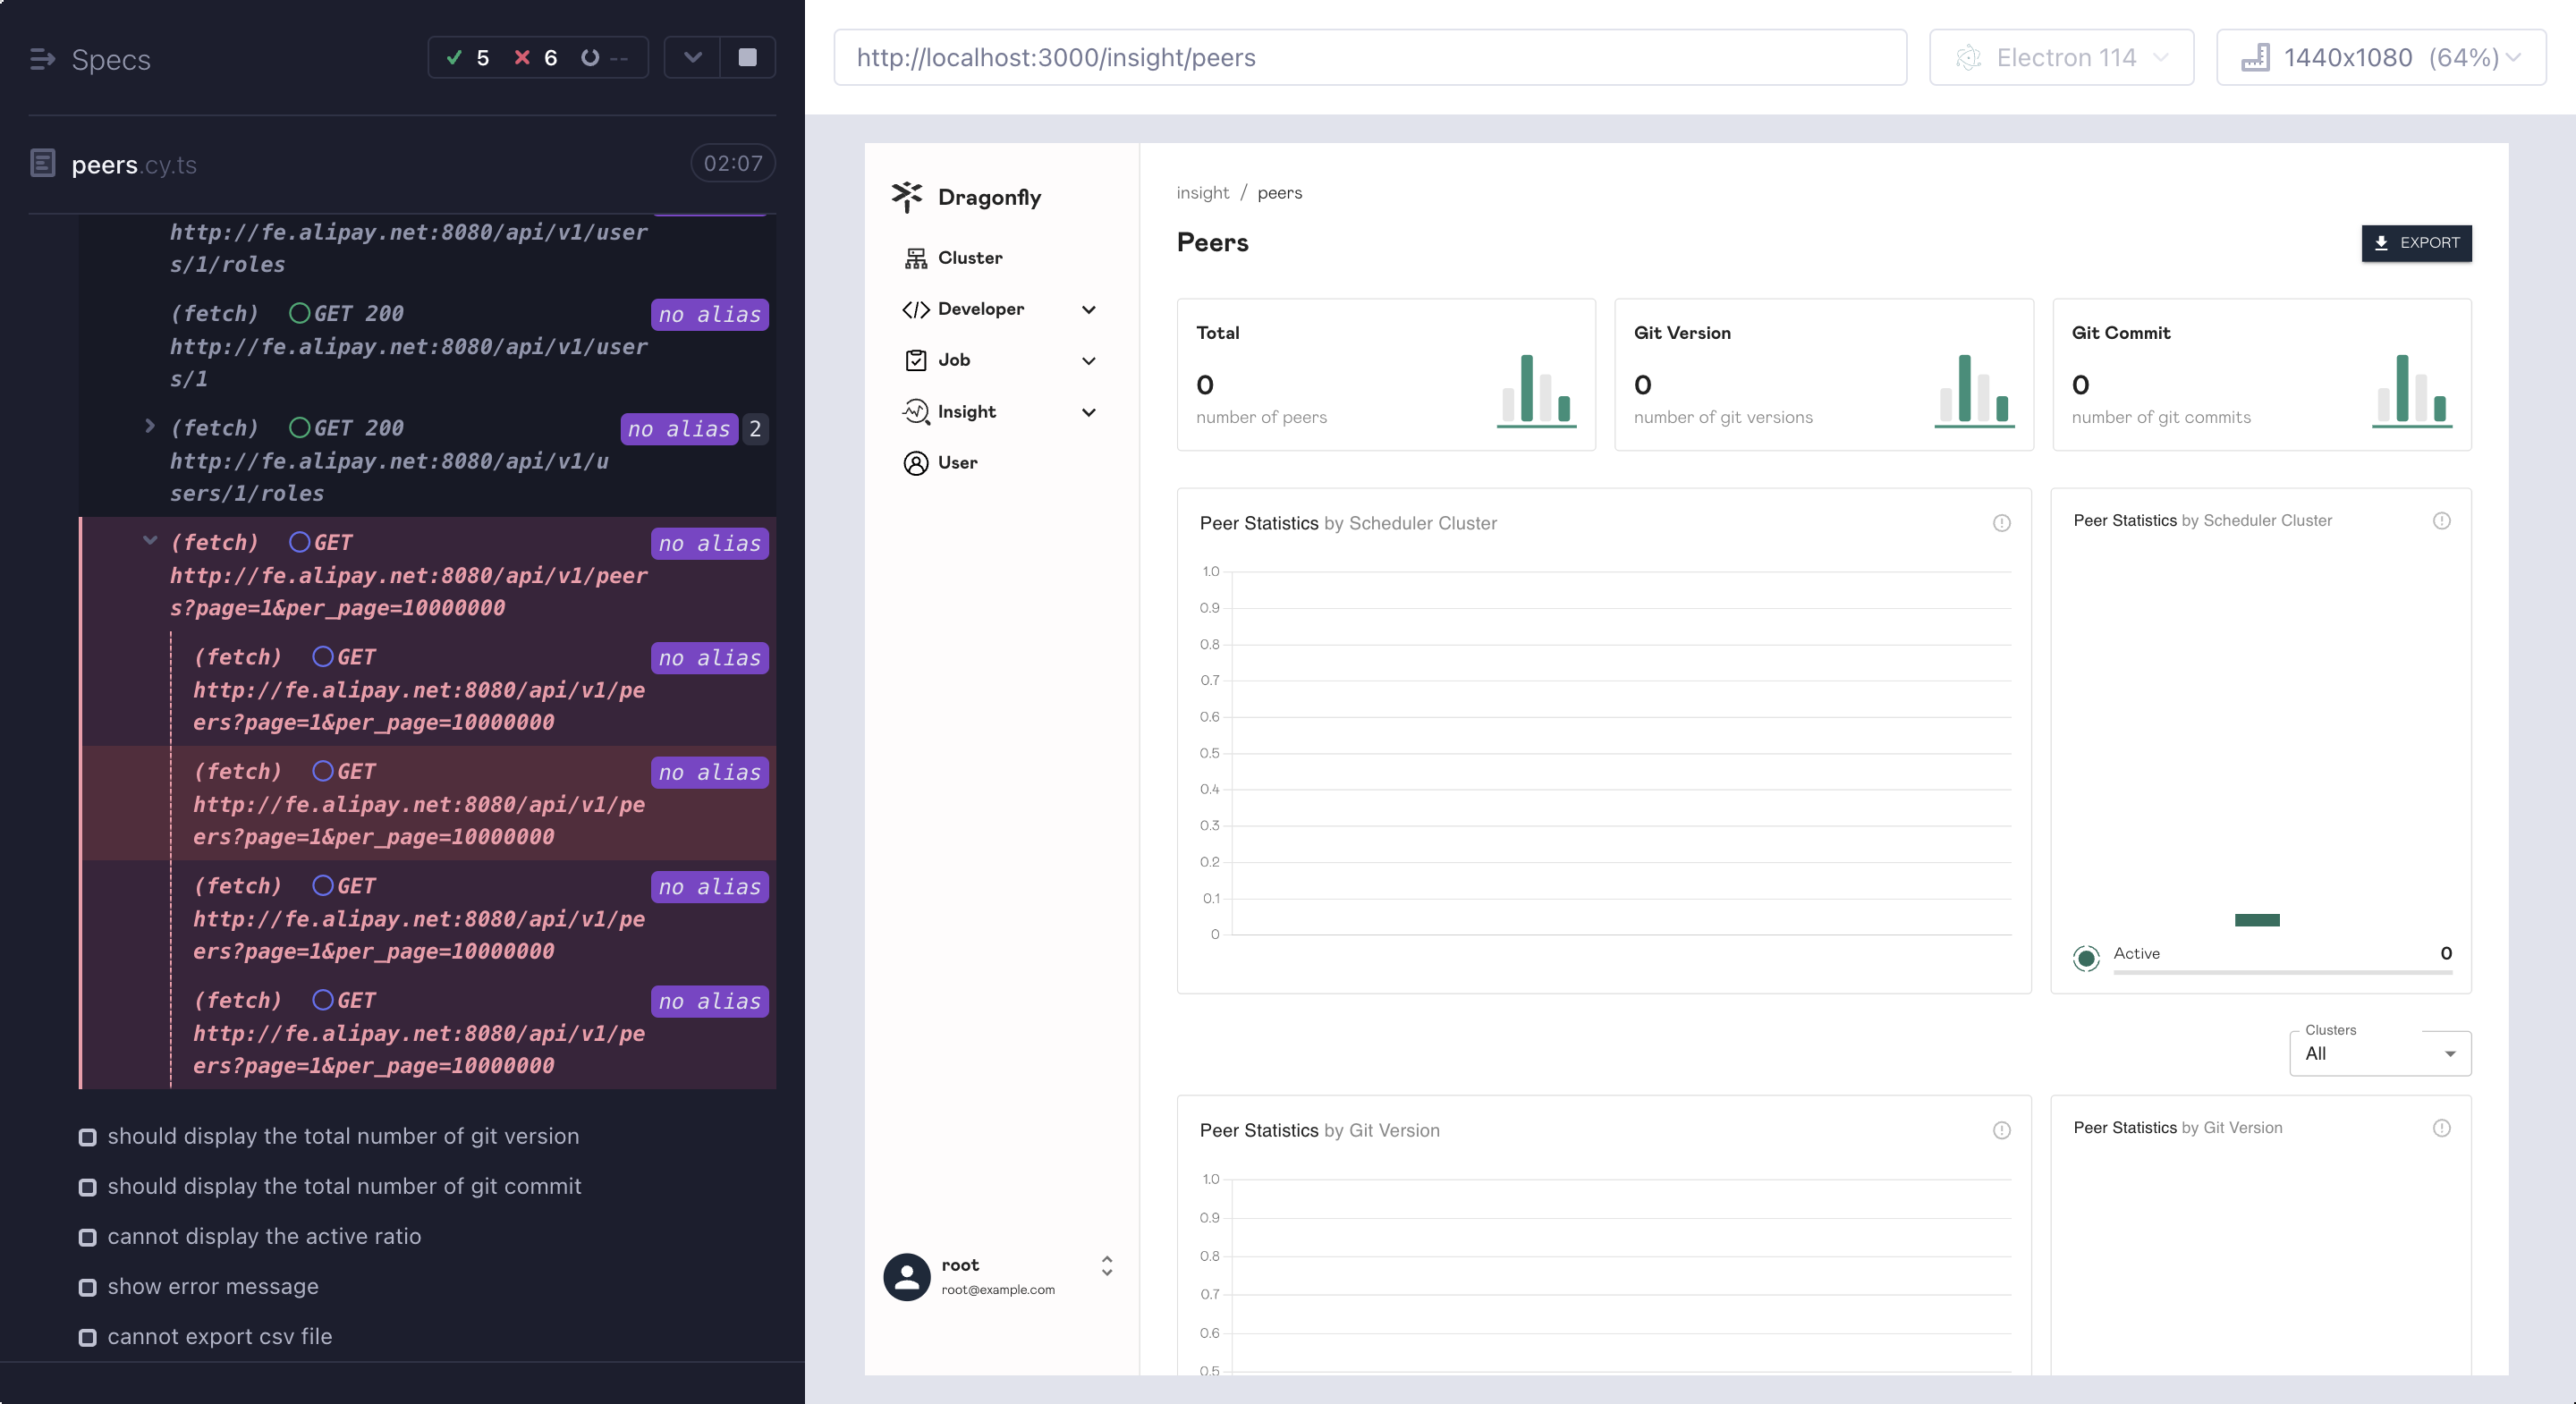 Specs
5
6
--
peers.cy.ts
02:07
http://fe.alipay.net:8080/api/v1/user
s/1/roles
(fetch) GET 200
no alias
http://fe.alipay.net:8080/api/v1/user
s/1
(fetch) GET 200
no alias 2
http://fe.alipay.net:8080/api/v1/u
sers/1/roles
(fetch) GET
no alias
http://fe.alipay.net:8080/api/v1/peer
s?page=1&per_page=10000000
(fetch) GET
no alias
http://fe.alipay.net:8080/api/v1/pe
ers?page=1&per_page=10000000
(fetch) GET
no alias
http://fe.alipay.net:8080/api/v1/pe
ers?page=1&per_page=10000000
(fetch) GET
no alias
http://fe.alipay.net:8080/api/v1/pe
ers?page=1&per_page=10000000
(fetch) GET
no alias
http://fe.alipay.net:8080/api/v1/pe
ers?page=1&per_page=10000000
should display the total number of git version
should display the total number of git commit
cannot display the active ratio
show error message
cannot export csv file
http://localhost:3000/insight/peers
Electron 114
1440x1080 (64%)
Dragonfly
Cluster
Developer
Job
Insight
User
root
root@example.com
insight / peers
Peers
EXPORT
Total
0
number of peers
Git Version
0
number of git versions
Git Commit
0
number of git commits
Peer Statistics by Scheduler Cluster
1.0
0.9
0.8
0.7
0.6
0.5
0.4
0.3
0.2
0.1
0
Peer Statistics by Scheduler Cluster
Active
0
Clusters
All
Peer Statistics by Git Version
1.0
0.9
0.8
0.7
0.6
0.5
Peer Statistics by Git Version